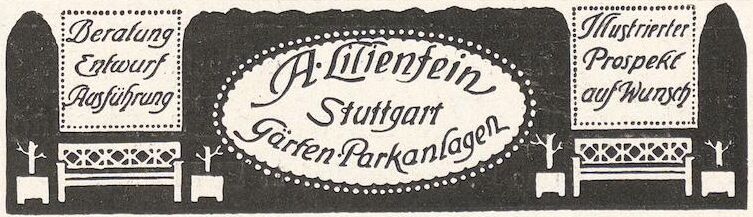 Beratung
Entwurf
Ausführung
A. Lilienfein
Stuttgart
Gärten Parkanlagen
Illustrierter
Prospekt
auf Wunsch